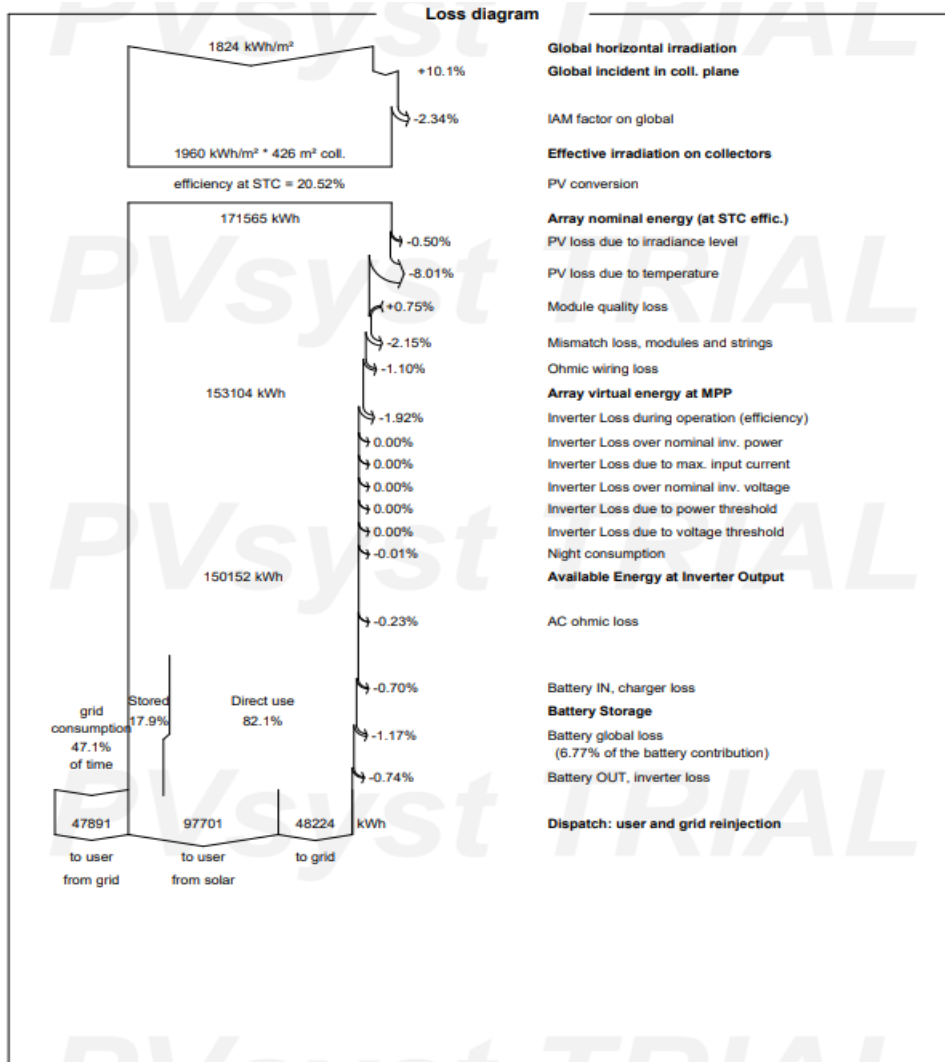 Loss diagram
1824 kWh/m² Global horizontal irradiation
+10.1% Global incident in coll. plane
-2.34% IAM factor on global
1960 kWh/m² * 426 m² coll. Effective irradiation on collectors
efficiency at STC = 20.52% PV conversion
171565 kWh Array nominal energy (at STC effic.)
-0.50% PV loss due to irradiance level
PVsyst TRIAL
-8.01% PV loss due to temperature
+0.75% Module quality loss
-2.15% Mismatch loss, modules and strings
-1.10% Ohmic wiring loss
153104 kWh Array virtual energy at MPP
-1.92% Inverter Loss during operation (efficiency)
0.00% Inverter Loss over nominal inv. power
0.00% Inverter Loss due to max. input current
0.00% Inverter Loss over nominal inv. voltage
0.00% Inverter Loss due to power threshold
0.00% Inverter Loss due to voltage threshold
PVsyst TRIAL
-0.01% Night consumption
150152 kWh Available Energy at Inverter Output
-0.23% AC ohmic loss
-0.70% Battery IN, charger loss
Stored Direct use Battery Storage
grid 17.9% 82.1%
consumption -1.17% Battery global loss
47.1% (6.77% of the battery contribution)
of time -0.74% Battery OUT, inverter loss
PVsyst TRIAL
47891 97701 48224 kWh Dispatch: user and grid reinjection
to user to user to grid
from grid from solar
PVsyst TRIAL